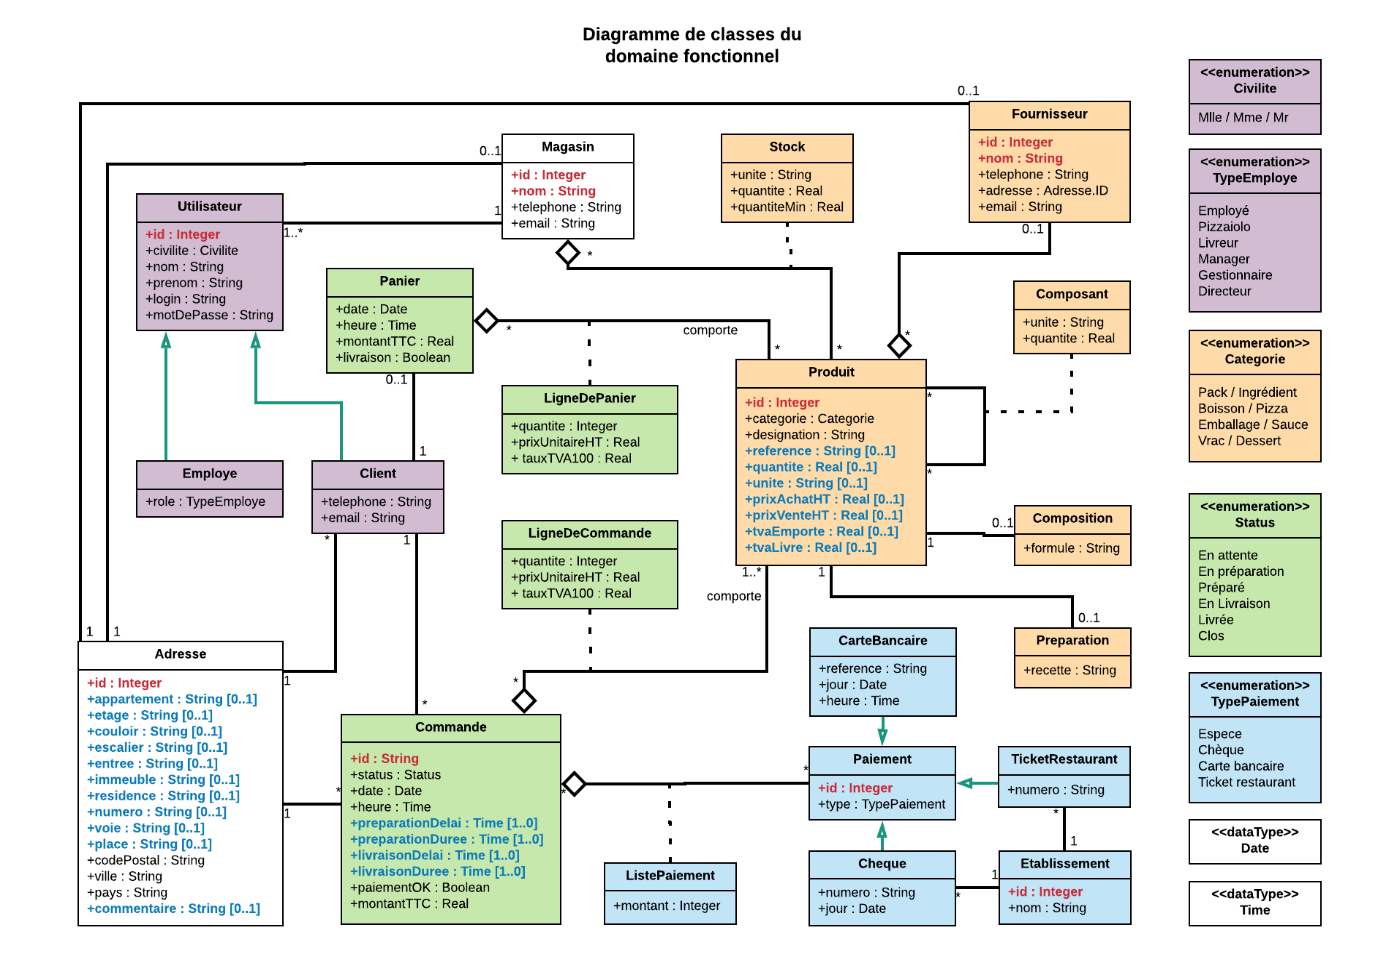 Diagramme de classes du
domaine fonctionnel
0..1
Fournisseur
+id : Integer
+nom : String
+telephone : String
+adresse : Adresse.ID
+email : String
0..1
<<enumeration>>
Civilite
Mlle / Mme / Mr
0..1
Magasin
+id : Integer
+nom : String
+telephone : String
+email : String
1
*
Stock
+unite : String
+quantite : Real
+quantiteMin : Real
<<enumeration>>
TypeEmploye
Employé
Pizzaiolo
Livreur
Manager
Gestionnaire
Directeur
Utilisateur
+id : Integer
+civilite : Civilite
+nom : String
+prenom : String
+login : String
+motDePasse : String
1..*
Panier
+date : Date
+heure : Time
+montantTTC : Real
+livraison : Boolean
0..1
*
comporte
*
*
*
Composant
+unite : String
+quantite : Real
<<enumeration>>
Categorie
Pack / Ingrédient
Boisson / Pizza
Emballage / Sauce
Vrac / Dessert
LigneDePanier
+quantite : Integer
+prixUnitaireHT : Real
+ tauxTVA100 : Real
Produit
+id : Integer
+categorie : Categorie
+designation : String
+reference : String [0..1]
+quantite : Real [0..1]
+unite : String [0..1]
+prixAchatHT : Real [0..1]
+prixVenteHT : Real [0..1]
+tvaEmporte : Real [0..1]
+tvaLivre : Real [0..1]
*
*
1
0..1
1..*
comporte
1
0..1
Employe
+role : TypeEmploye
1
Client
+telephone : String
+email : String
*
1
LigneDeCommande
+quantite : Integer
+prixUnitaireHT : Real
+ tauxTVA100 : Real
Composition
+formule : String
<<enumeration>>
Status
En attente
En préparation
Préparé
En Livraison
Livrée
Clos
Preparation
+recette : String
1
1
Adresse
+id : Integer
+appartement : String [0..1]
+etage : String [0..1]
+couloir : String [0..1]
+escalier : String [0..1]
+entree : String [0..1]
+immeuble : String [0..1]
+residence : String [0..1]
+numero : String [0..1]
+voie : String [0..1]
+place : String [0..1]
+codePostal : String
+ville : String
+pays : String
+commentaire : String [0..1]
1
1
*
*
*
Commande
+id : String
+status : Status
+date : Date
+heure : Time
+preparationDelai : Time [1..0]
+preparationDuree : Time [1..0]
+livraisonDelai : Time [1..0]
+livraisonDuree : Time [1..0]
+paiementOK : Boolean
+montantTTC : Real
*
*
ListePaiement
+montant : Integer
CarteBancaire
+reference : String
+jour : Date
+heure : Time
Paiement
+id : Integer
+type : TypePaiement
TicketRestaurant
+numero : String
*
1
Cheque
+numero : String
+jour : Date
*
1
Etablissement
+id : Integer
+nom : String
<<enumeration>>
TypePaiement
Espece
Chèque
Carte bancaire
Ticket restaurant
<<dataType>>
Date
<<dataType>>
Time